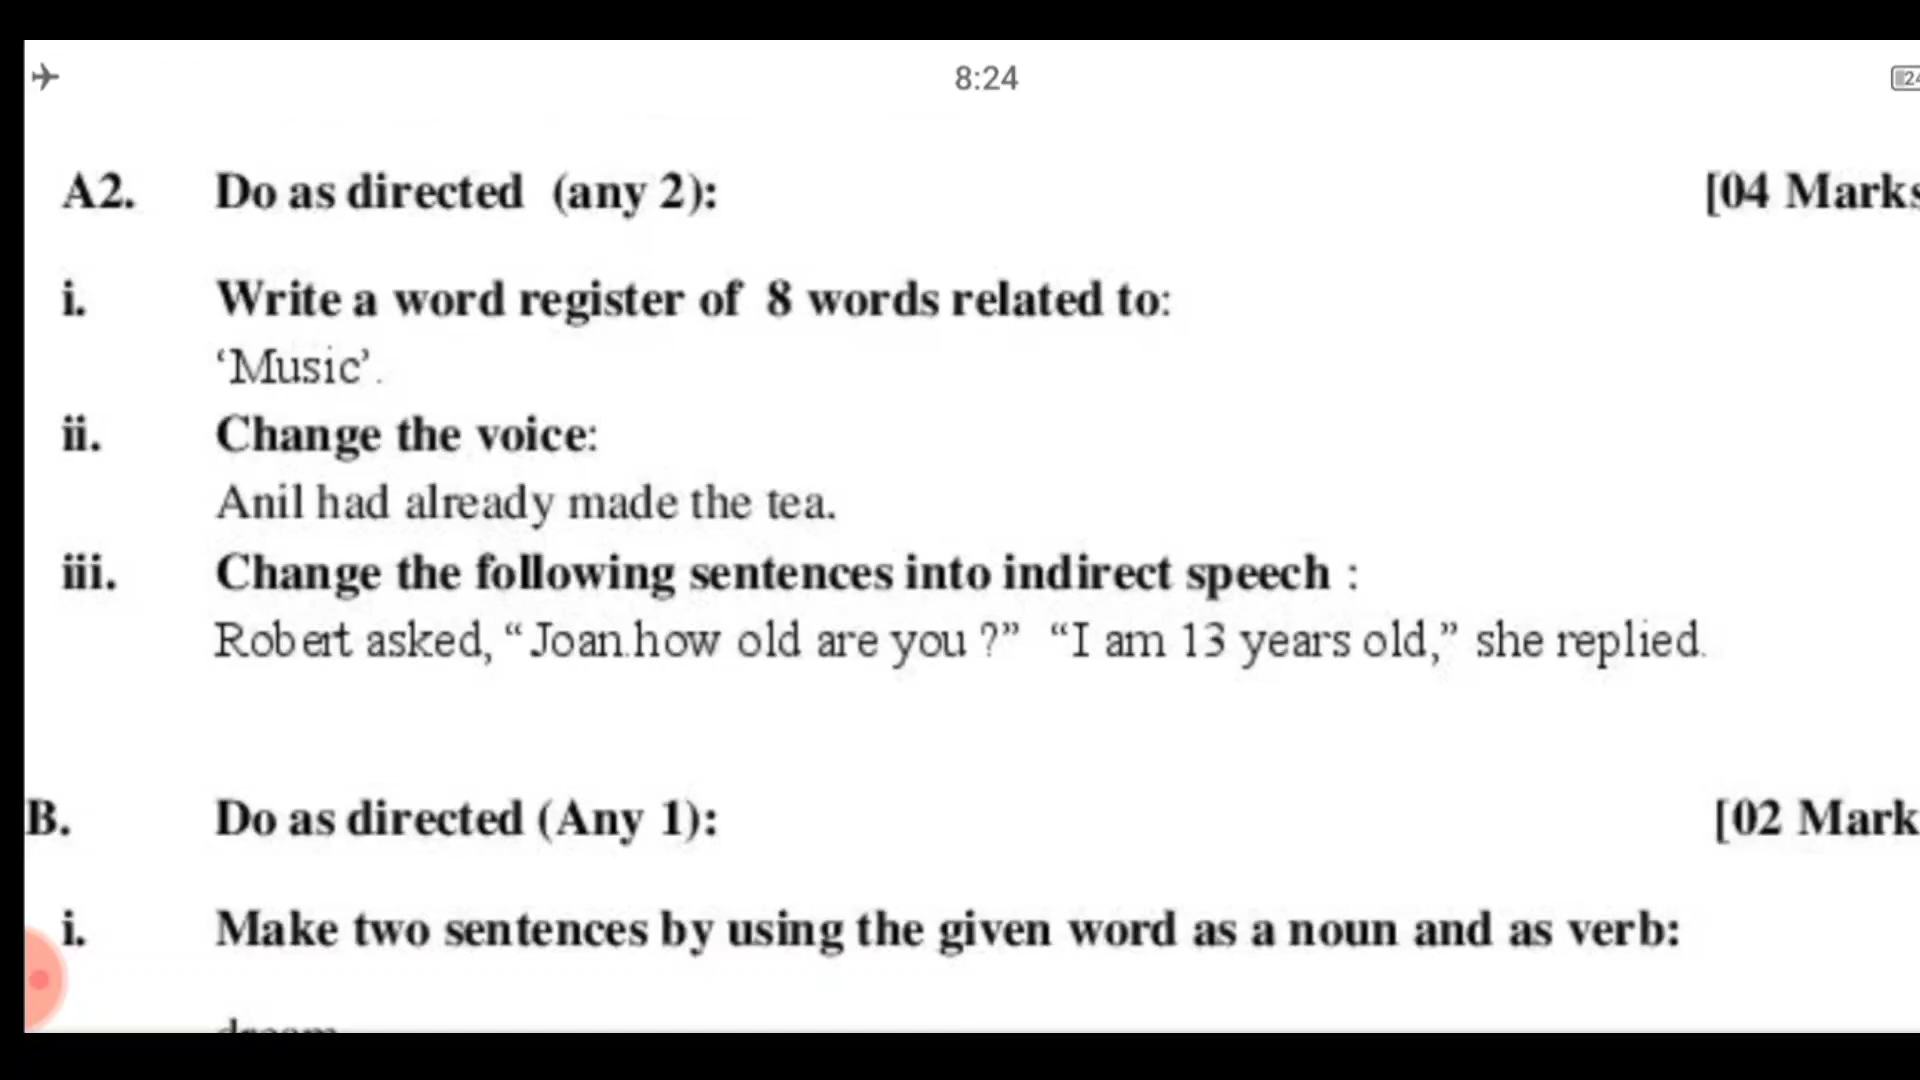 8:24
24
A2. Do as directed (any 2): [04 Marks
i. Write a word register of 8 words related to:
‘Music’.
ii. Change the voice:
Anil had already made the tea.
iii. Change the following sentences into indirect speech :
Robert asked, “Joan.how old are you ?” “I am 13 years old,” she replied.
B. Do as directed (Any 1): [02 Mark
i. Make two sentences by using the given word as a noun and as verb:
dream